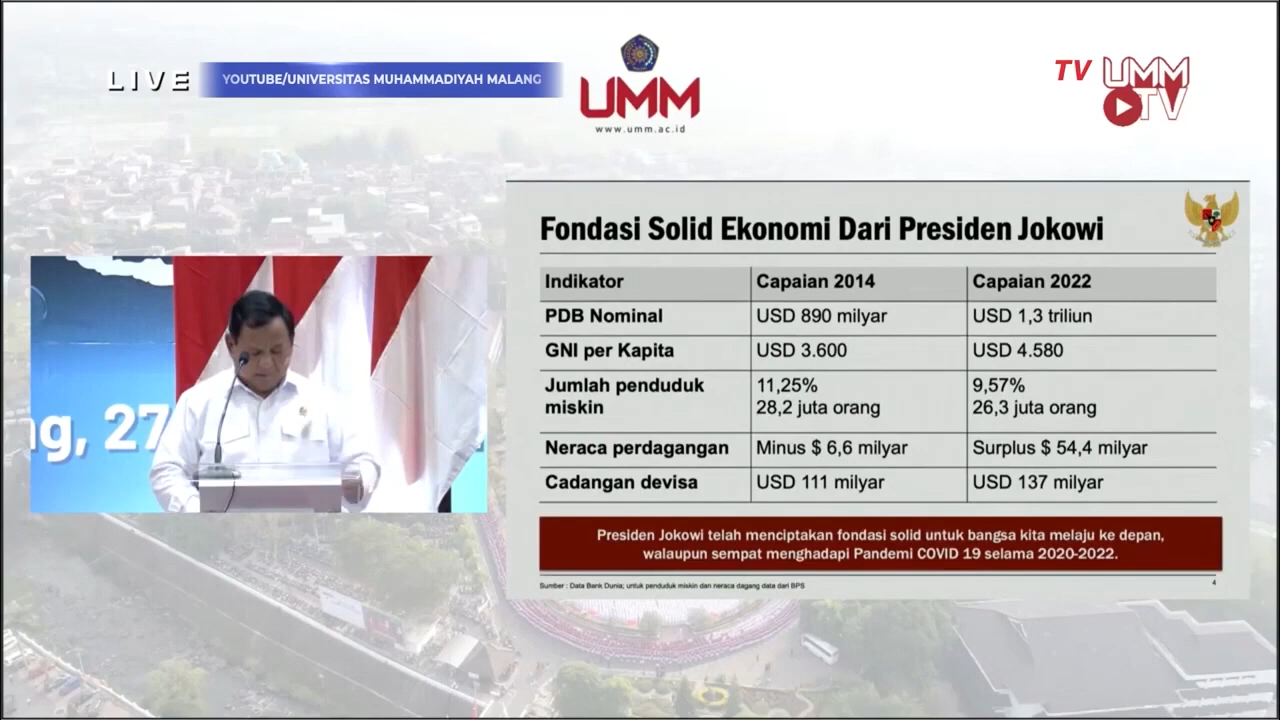 LIVE
YOUTUBE/UNIVERSITAS MUHAMMADIYAH MALANG
UMM
www.umm.ac.id
TV UMM
TV
ng, 27
Fondasi Solid Ekonomi Dari Presiden Jokowi
Indikator Capaian 2014 Capaian 2022
PDB Nominal USD 890 milyar USD 1,3 triliun
GNI per Kapita USD 3.600 USD 4.580
Jumlah penduduk 11,25% 9,57%
miskin 28,2 juta orang 26,3 juta orang
Neraca perdagangan Minus $ 6,6 milyar Surplus $ 54,4 milyar
Cadangan devisa USD 111 milyar USD 137 milyar
Presiden Jokowi telah menciptakan fondasi solid untuk bangsa kita melaju ke depan,
walaupun sempat menghadapi Pandemi COVID 19 selama 2020-2022.
Sumber : Data Bank Dunia; untuk penduduk miskin dan neraca dagang data dari BPS
4